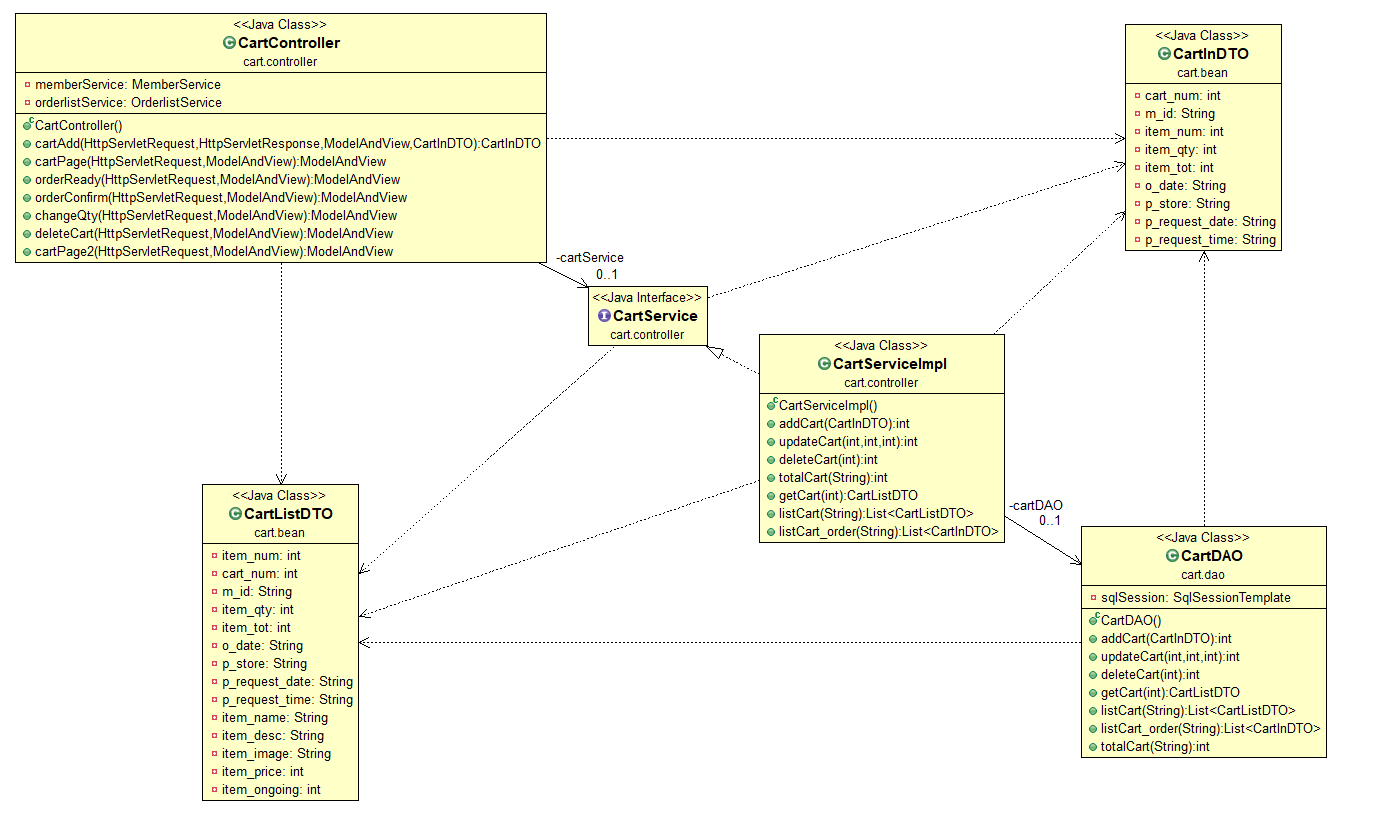 <<Java Class>>
CartController
cart.controller
memberService: MemberService
orderlistService: OrderlistService
CartController()
cartAdd(HttpServletRequest,HttpServletResponse,ModelAndView,CartInDTO):CartInDTO
cartPage(HttpServletRequest,ModelAndView):ModelAndView
orderReady(HttpServletRequest,ModelAndView):ModelAndView
orderConfirm(HttpServletRequest,ModelAndView):ModelAndView
changeQty(HttpServletRequest,ModelAndView):ModelAndView
deleteCart(HttpServletRequest,ModelAndView):ModelAndView
cartPage2(HttpServletRequest,ModelAndView):ModelAndView
<<Java Class>>
CartInDTO
cart.bean
cart_num: int
m_id: String
item_num: int
item_qty: int
item_tot: int
o_date: String
p_store: String
p_request_date: String
p_request_time: String
-cartService
0..1
<<Java Interface>>
CartService
cart.controller
<<Java Class>>
CartServiceImpl
cart.controller
CartServiceImpl()
addCart(CartInDTO):int
updateCart(int,int,int):int
deleteCart(int):int
totalCart(String):int
getCart(int):CartListDTO
listCart(String):List<CartListDTO>
listCart_order(String):List<CartInDTO>
<<Java Class>>
CartListDTO
cart.bean
item_num: int
cart_num: int
m_id: String
item_qty: int
item_tot: int
o_date: String
p_store: String
p_request_date: String
p_request_time: String
item_name: String
item_desc: String
item_image: String
item_price: int
item_ongoing: int
-cartDAO
0..1
<<Java Class>>
CartDAO
cart.dao
sqlSession: SqlSessionTemplate
CartDAO()
addCart(CartInDTO):int
updateCart(int,int,int):int
deleteCart(int):int
getCart(int):CartListDTO
listCart(String):List<CartListDTO>
listCart_order(String):List<CartInDTO>
totalCart(String):int